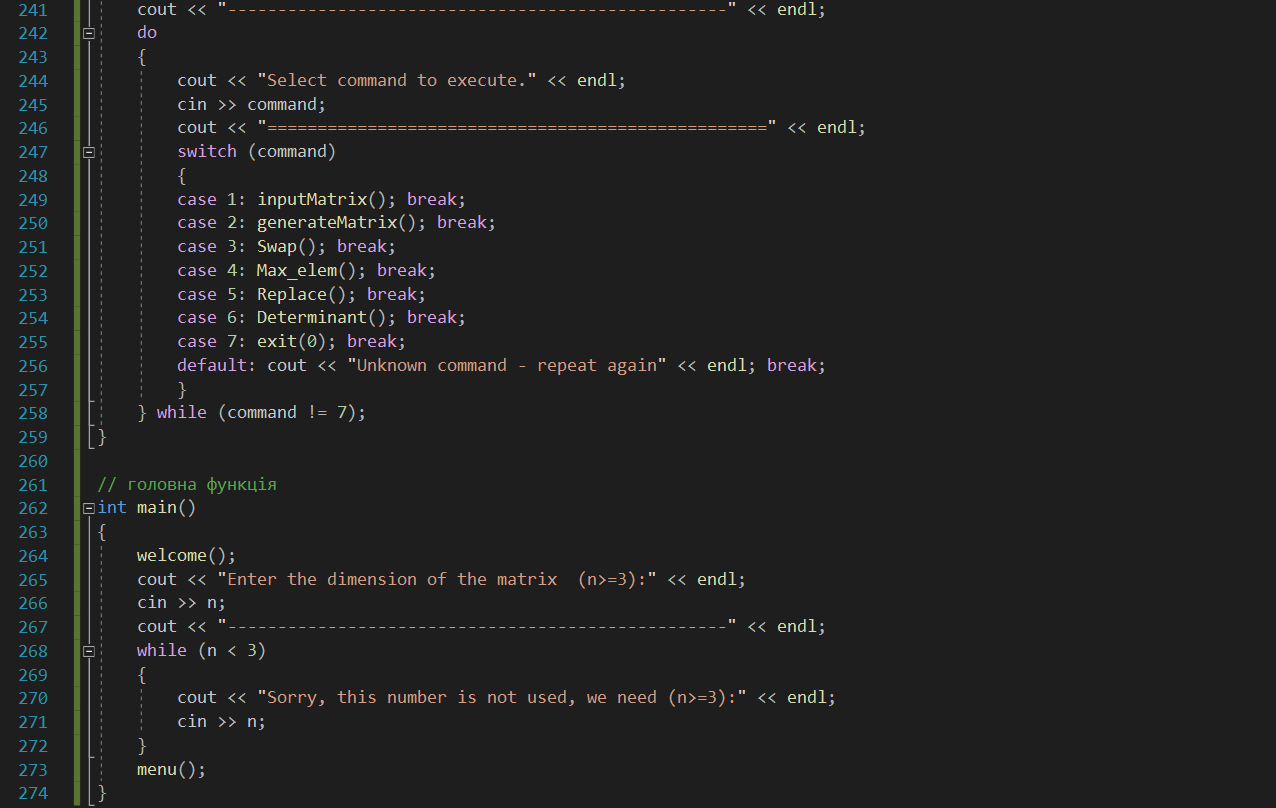 241 cout << "--------------------------------------------------" << endl;
242 do
243 {
244 cout << "Select command to execute." << endl;
245 cin >> command;
246 cout << "==================================================" << endl;
247 switch (command)
248 {
249 case 1: inputMatrix(); break;
250 case 2: generateMatrix(); break;
251 case 3: Swap(); break;
252 case 4: Max_elem(); break;
253 case 5: Replace(); break;
254 case 6: Determinant(); break;
255 case 7: exit(0); break;
256 default: cout << "Unknown command - repeat again" << endl; break;
257 }
258 } while (command != 7);
259 }
260
261 // головна функція
262 int main()
263 {
264 welcome();
265 cout << "Enter the dimension of the matrix  (n>=3):" << endl;
266 cin >> n;
267 cout << "--------------------------------------------------" << endl;
268 while (n < 3)
269 {
270 cout << "Sorry, this number is not used, we need (n>=3):" << endl;
271 cin >> n;
272 }
273 menu();
274 }